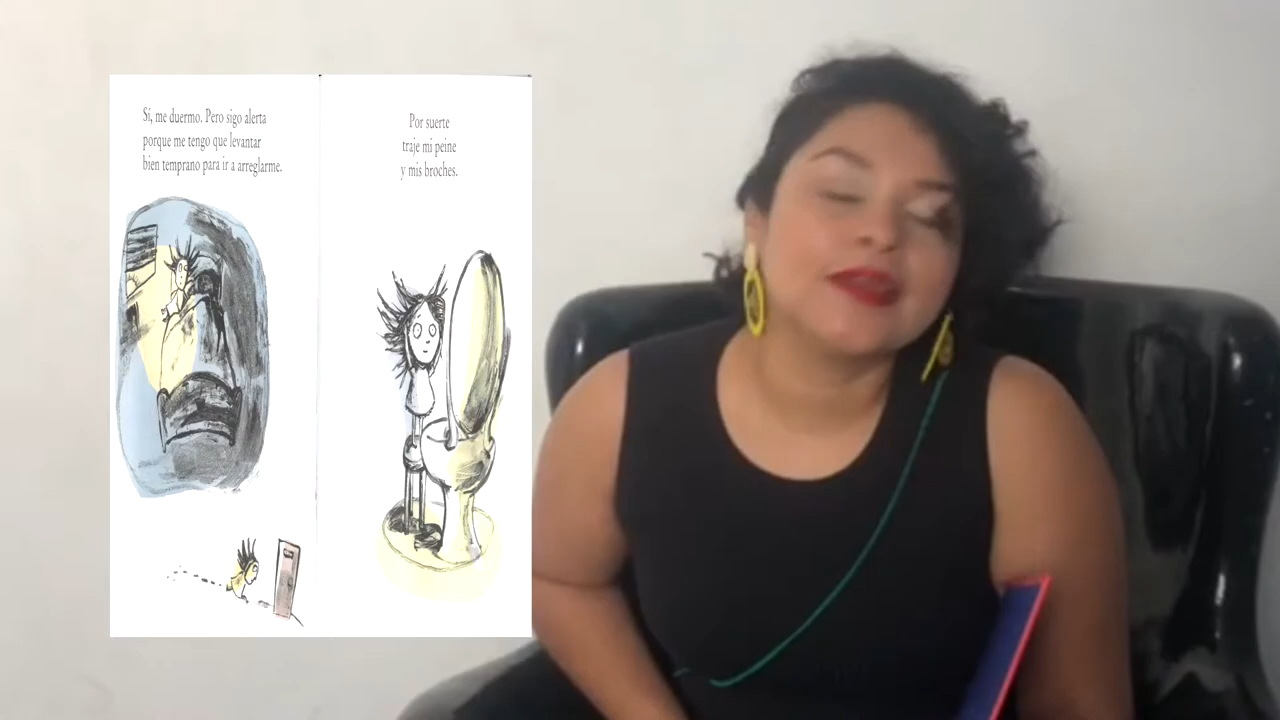 Sí, me duermo. Pero sigo alerta
porque me tengo que levantar
bien temprano para ir a arreglarme.
Por suerte
traje mi peine
y mis broches.